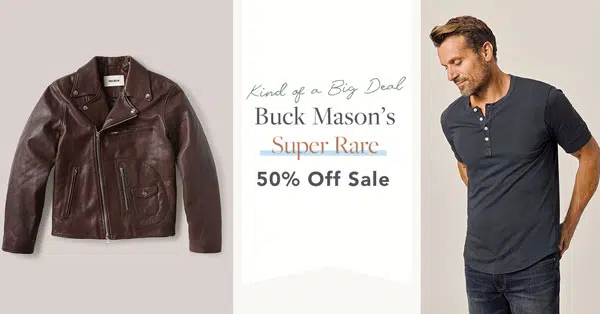 Kind of a Big Deal
Buck Mason's
Super Rare
50% Off Sale